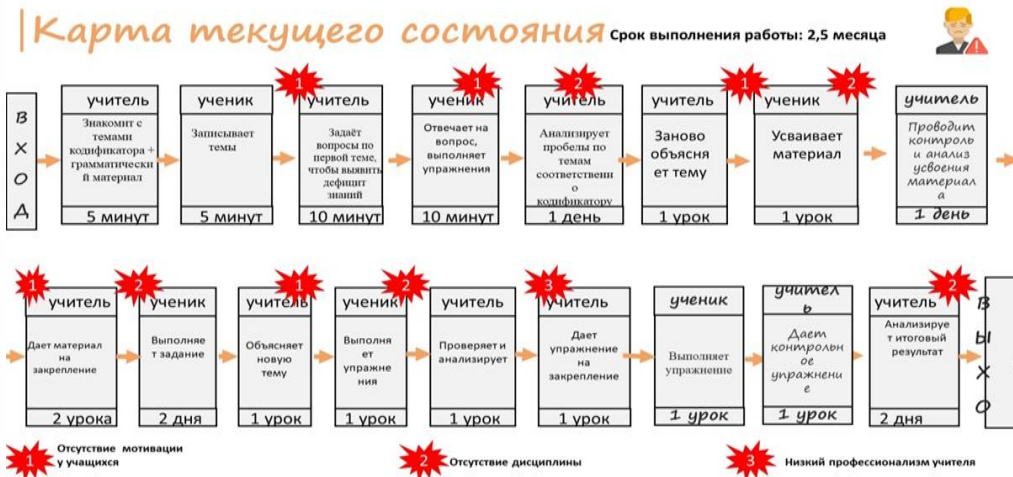 Карта текущего состояния
Срок выполнения работы: 2,5 месяца
В
Х
О
Д
учитель
Знакомит с
темами
кодификатора +
грамматически
й материал
5 минут
ученик
Записывает
темы
5 минут
1
учитель
Задаёт
вопросы по
первой теме,
чтобы выявить
дефицит
знаний
10 минут
1
ученик
Отвечает на
вопрос,
выполняет
упражнения
10 минут
2
учитель
Анализирует
пробелы по
темам
соответственн
о
кодификатору
1 день
учитель
Заново
объясня
ет тему
1 урок
1
ученик
Усваивает
материал
1 урок
2
учитель
Проводит
контроль
и анализ
усвоения
материал
а
1 день
1
учитель
Дает материал
на
закрепление
2 урока
2
ученик
Выполняе
т задание
2 дня
учитель
1
Объясняет
новую
тему
1 урок
ученик
2
Выполня
ет
упражне
ния
1 урок
учитель
Проверяет и
анализирует
1 урок
3
учитель
Дает
упражнение
на
закрепление
1 урок
ученик
Выполняет
упражнение
1 урок
учител
ь
Дает
контрольн
ое
упражнени
е
1 урок
учитель
2
Анализируе
т итоговый
результат
2 дня
В
Ы
Х
О
1
Отсутствие мотивации
у учащихся
2
Отсутствие дисциплины
3
Низкий профессионализм учителя